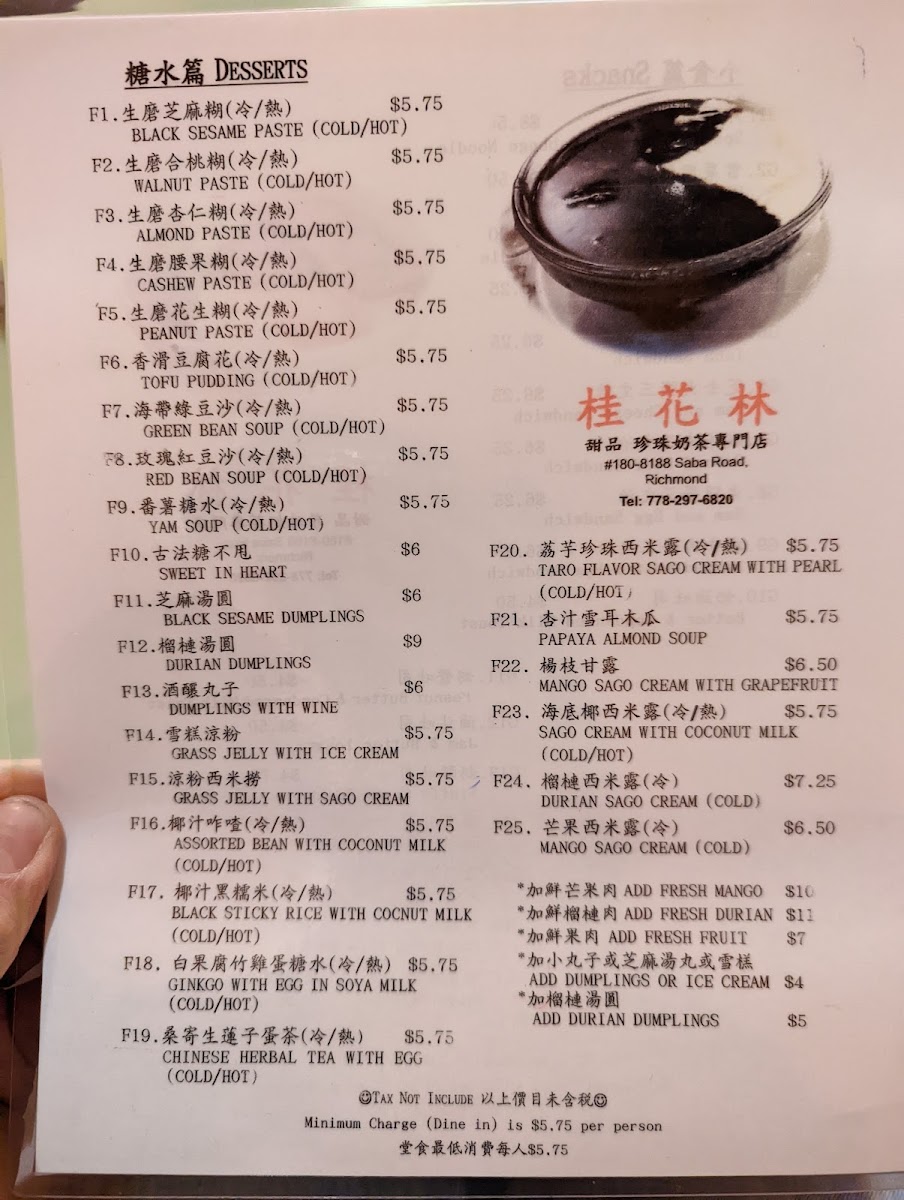 糖水篇 DESSERTS
F1.生磨芝麻糊(冷/熱) $5.75
BLACK SESAME PASTE (COLD/HOT)
F2.生磨合桃糊(冷/熱) $5.75
WALNUT PASTE (COLD/HOT)
F3.生磨杏仁糊(冷/熱) $5.75
ALMOND PASTE (COLD/HOT)
F4.生磨腰果糊(冷/熱) $5.75
CASHEW PASTE (COLD/HOT)
F5.生磨花生糊(冷/熱) $5.75
PEANUT PASTE (COLD/HOT)
F6.香滑豆腐花(冷/熱) $5.75
TOFU PUDDING (COLD/HOT)
F7.海帶綠豆沙(冷/熱) $5.75
GREEN BEAN SOUP (COLD/HOT)
F8.玫瑰紅豆沙(冷/熱) $5.75
RED BEAN SOUP (COLD/HOT)
F9.番薯糖水(冷/熱) $5.75
YAM SOUP (COLD/HOT)
F10.古法糖不甩 $6
SWEET IN HEART
F11.芝麻湯圓 $6
BLACK SESAME DUMPLINGS
F12.榴槤湯圓 $9
DURIAN DUMPLINGS
F13.酒釀丸子 $6
DUMPLINGS WITH WINE
F14.雪糕涼粉 $5.75
GRASS JELLY WITH ICE CREAM
F15.涼粉西米撈 $5.75
GRASS JELLY WITH SAGO CREAM
F16.椰汁咋喳(冷/熱) $5.75
ASSORTED BEAN WITH COCONUT MILK
(COLD/HOT)
F17. 椰汁黑糯米(冷/熱) $5.75
BLACK STICKY RICE WITH COCNUT MILK
(COLD/HOT)
F18. 白果腐竹雞蛋糖水(冷/熱) $5.75
GINKGO WITH EGG IN SOYA MILK
(COLD/HOT)
F19.桑寄生蓮子蛋茶(冷/熱) $5.75
CHINESE HERBAL TEA WITH EGG
(COLD/HOT)
桂花林
甜品 珍珠奶茶專門店
#180-8188 Saba Road,
Richmond
Tel: 778-297-6820
F20. 荔芋珍珠西米露(冷/熱) $5.75
TARO FLAVOR SAGO CREAM WITH PEARL
(COLD/HOT)
F21. 杏汁雪耳木瓜 $5.75
PAPAYA ALMOND SOUP
F22. 楊枝甘露 $6.50
MANGO SAGO CREAM WITH GRAPEFRUIT
F23. 海底椰西米露(冷/熱) $5.75
SAGO CREAM WITH COCONUT MILK
(COLD/HOT)
F24. 榴槤西米露(冷) $7.25
DURIAN SAGO CREAM (COLD)
F25. 芒果西米露(冷) $6.50
MANGO SAGO CREAM (COLD)
*加鮮芒果肉 ADD FRESH MANGO $10
*加鮮榴槤肉 ADD FRESH DURIAN $11
*加鮮果肉 ADD FRESH FRUIT $7
*加小丸子或芝麻湯丸或雪糕
ADD DUMPLINGS OR ICE CREAM $4
*加榴槤湯圓
ADD DURIAN DUMPLINGS $5
☺TAX NOT INCLUDE 以上價目未含稅☺
Minimum Charge (Dine in) is $5.75 per person
堂食最低消費每人$5.75